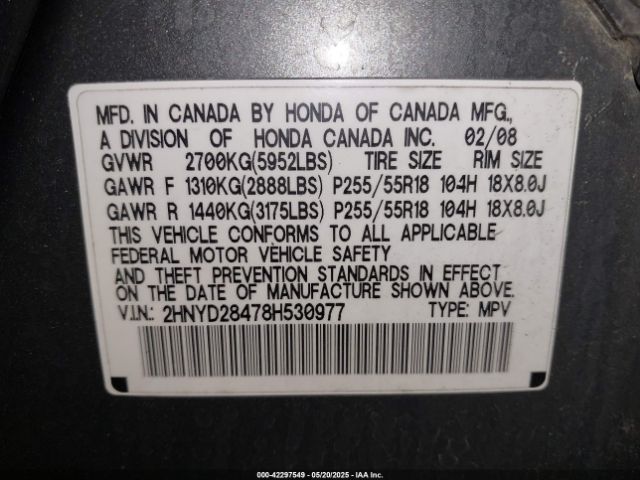 MFD. IN CANADA BY HONDA OF CANADA MFG.,
A DIVISION OF HONDA CANADA INC. 02/08
GVWR 2700KG(5952LBS) TIRE SIZE RIM SIZE
GAWR F 1310KG(2888LBS) P255/55R18 104H 18X8.0J
GAWR R 1440KG(3175LBS) P255/55R18 104H 18X8.0J
THIS VEHICLE CONFORMS TO ALL APPLICABLE
FEDERAL MOTOR VEHICLE SAFETY
AND THEFT PREVENTION STANDARDS IN EFFECT
ON THE DATE OF MANUFACTURE SHOWN ABOVE.
V.I.N.: 2HNYD28478H530977 TYPE: MPV
000-42297549 - 05/20/2025 - IAA Inc.